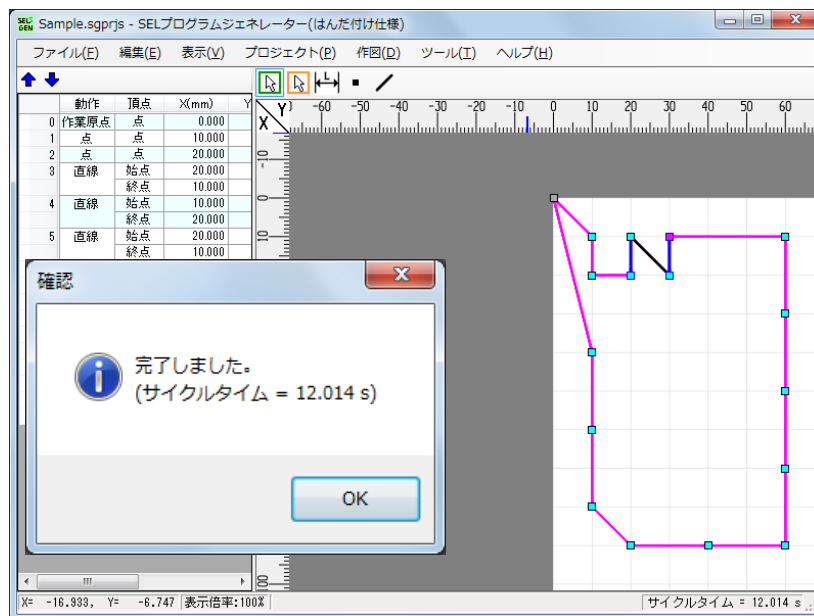 SEL GEN Sample.sgprjs - SELプログラムジェネレーター(はんだ付け仕様)
ファイル(F) 編集(E) 表示(V) プロジェクト(P) 作図(D) ツール(T) ヘルプ(H)
L
動作 頂点 X(mm) Y
0 作業原点 点 0.000
1 点 点 10.000
2 点 点 20.000
3 直線 始点 20.000
終点 10.000
4 直線 始点 10.000
終点 20.000
5 直線 始点 20.000
終点 10.000
X Y -60 -50 -40 -30 -20 -10 0 10 20 30 40 50 60
-10
0
10
確認
完了しました。
(サイクルタイム = 12.014 s)
OK
X= -16.933, Y= -6.747 表示倍率:100% サイクルタイム = 12.014 s